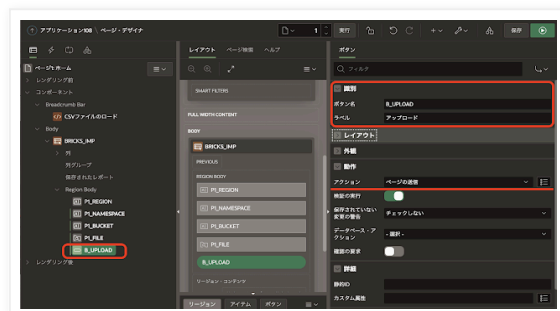 アプリケーション108 \ ページ・デザイナ
1
実行
保存
レイアウト
ページ検索
ヘルプ
ボタン
ページ1: ホーム
フィルタ
レンダリング前
コンポーネント
SMART FILTERS
識別
Breadcrumb Bar
ボタン名
B_UPLOAD
CSVファイルのロード
FULL WIDTH CONTENT
ラベル
アップロード
Body
BODY
レイアウト
BRICKS_IMP
BRICKS_IMP
外観
列
PREVIOUS
動作
列グループ
REGION BODY
アクション
ページの送信
保存されたレポート
P1_REGION
検証の実行
Region Body
P1_NAMESPACE
保存されていない変更の警告
チェックしない
P1_REGION
P1_BUCKET
データベース・アクション
- 選択 -
P1_NAMESPACE
P1_FILE
確認の要求
P1_BUCKET
B_UPLOAD
詳細
P1_FILE
リージョン・コンテンツ
静的ID
B_UPLOAD
カスタム属性
レンダリング後
リージョン
アイテム
ボタン